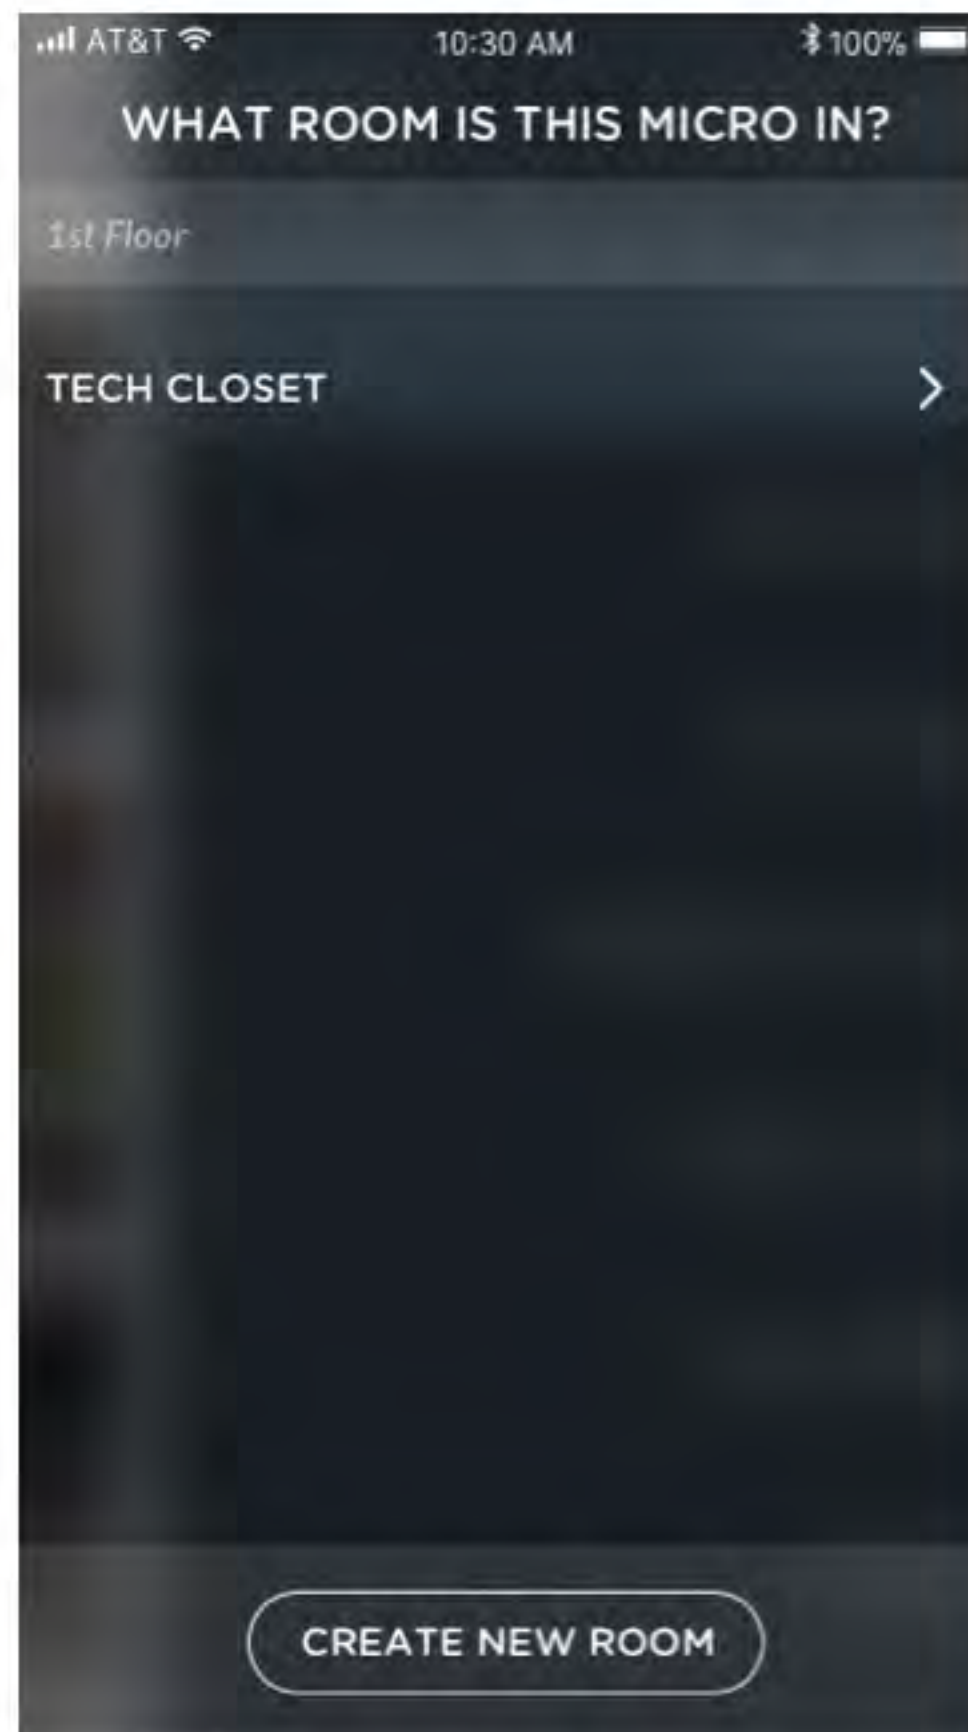 AT&T 10:30 AM 100%
WHAT ROOM IS THIS MICRO IN?
1st Floor
TECH CLOSET
CREATE NEW ROOM